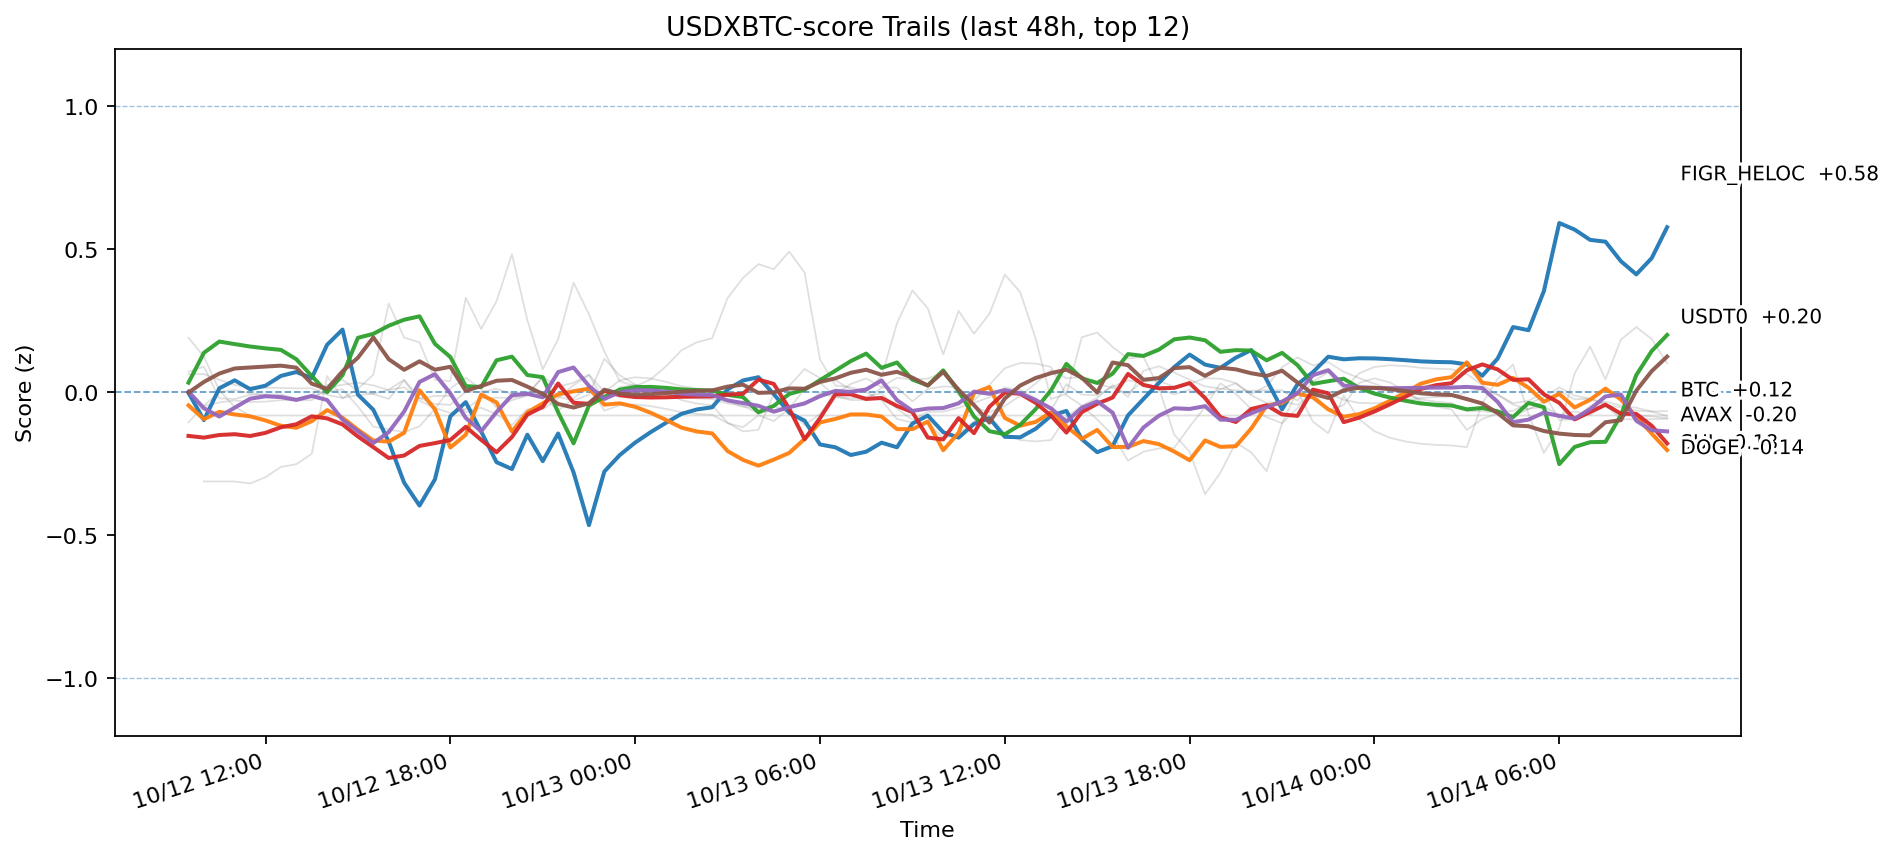 USDXBTC-score Trails (last 48h, top 12)
Score (z)
1.0
0.5
0.0
−0.5
−1.0
FIGR_HELOC +0.58
USDT0 +0.20
BTC +0.12
AVAX -0.20
DOGE -0.14
10/12 12:00
10/12 18:00
10/13 00:00
10/13 06:00
10/13 12:00
10/13 18:00
10/14 00:00
10/14 06:00
Time